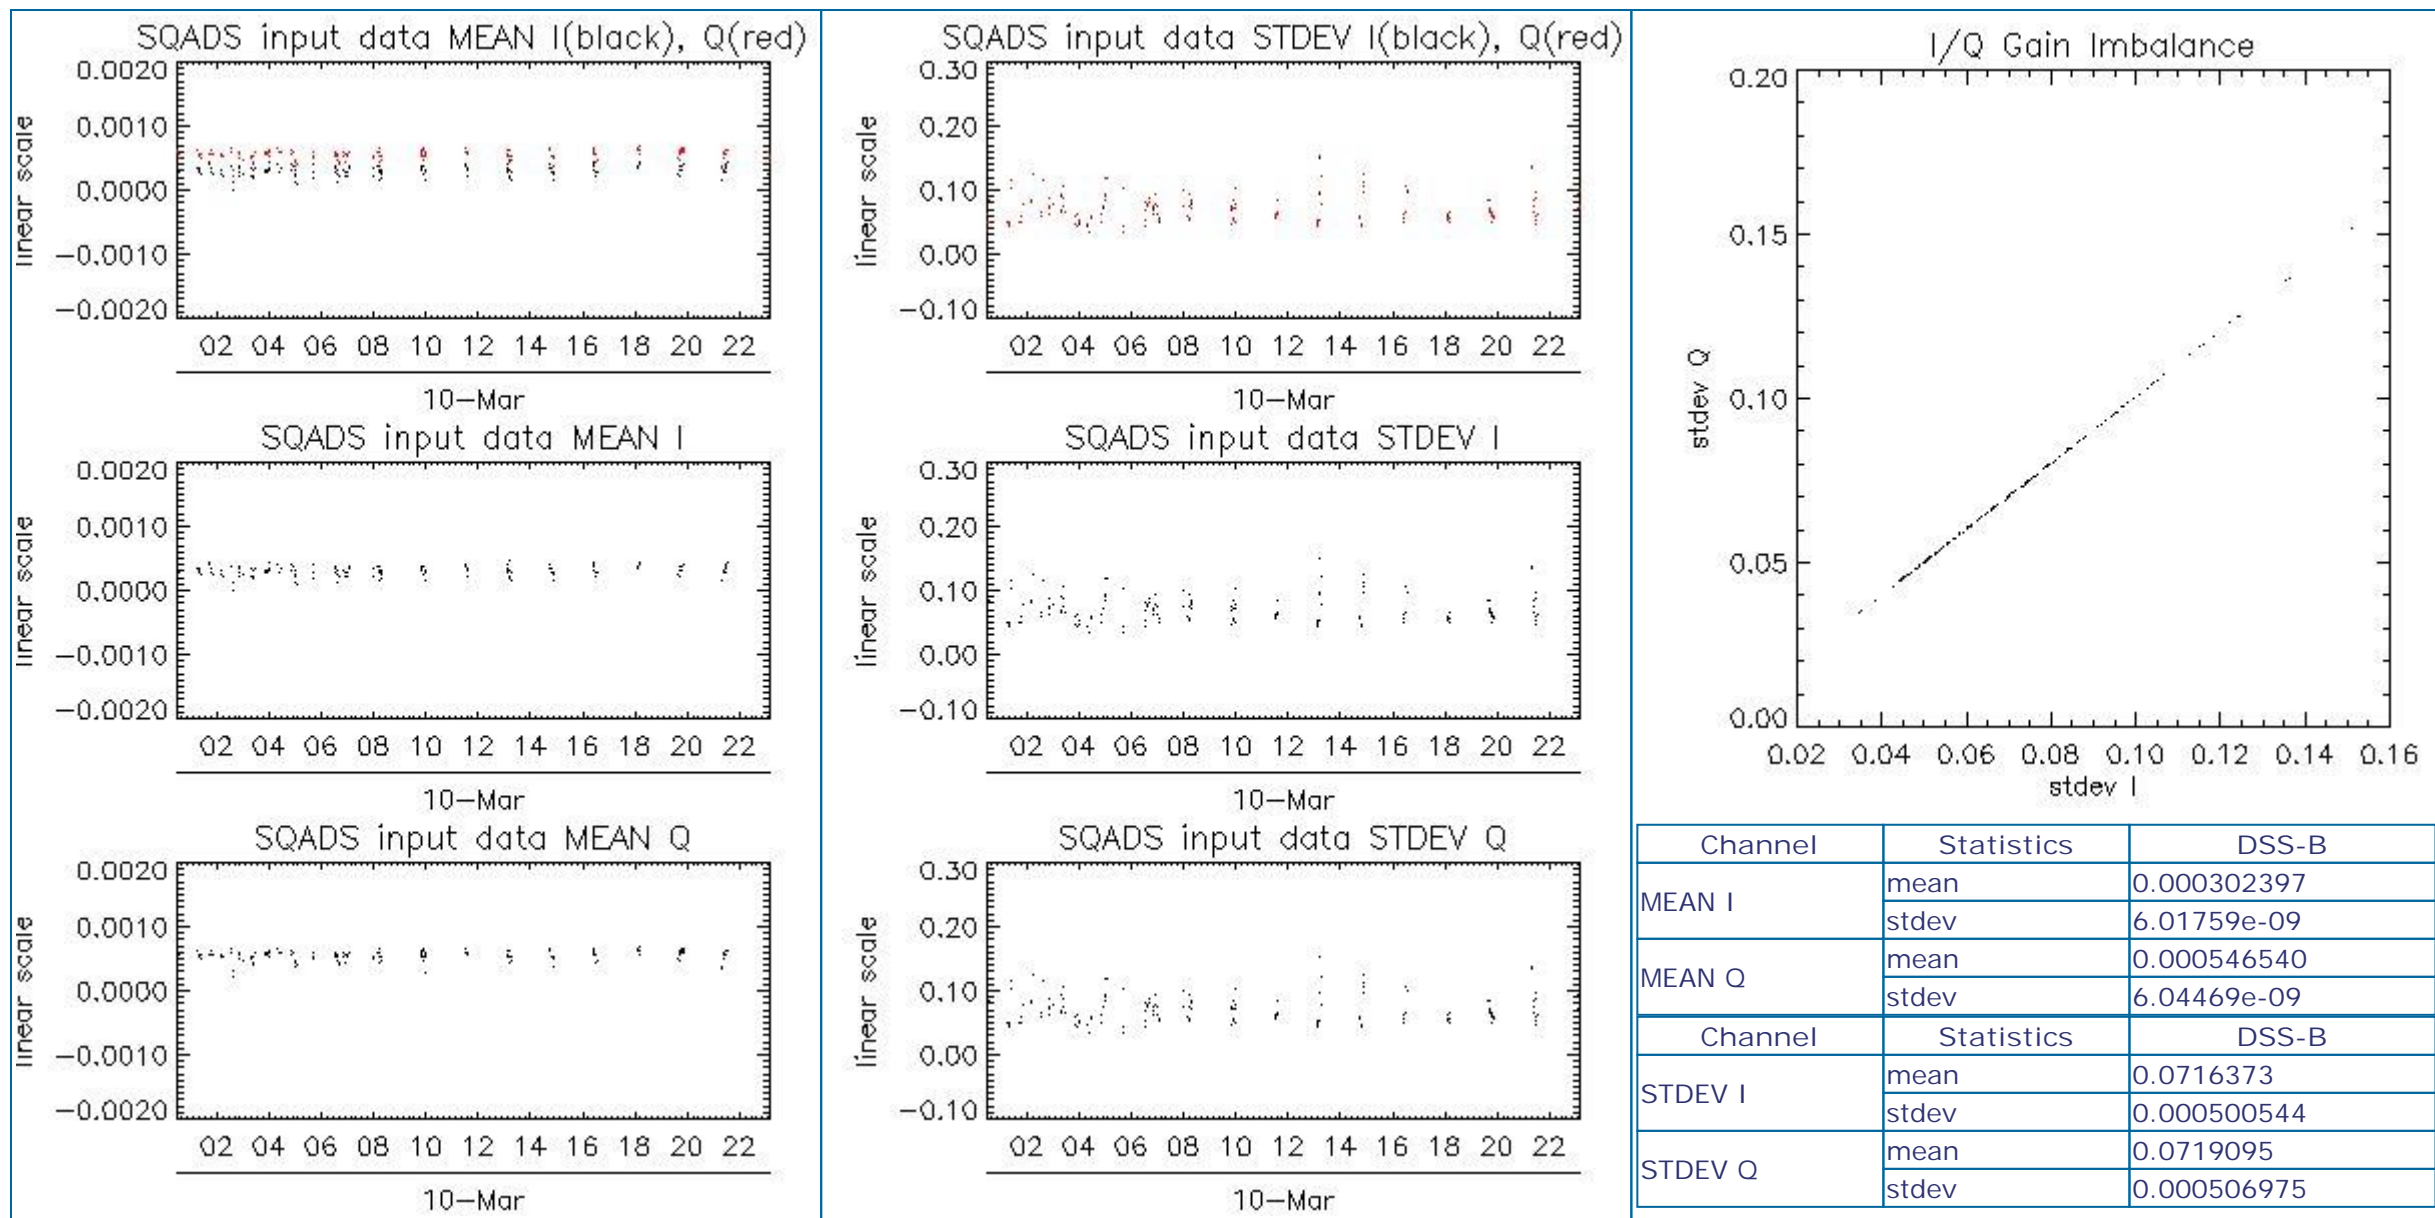 SQADS input data MEAN I(black), Q(red)
0.0020
0.0010
0.0000
−0.0010
−0.0020
linear scale
02 04 06 08 10 12 14 16 18 20 22
10−Mar
SQADS input data MEAN I
0.0020
0.0010
0.0000
−0.0010
−0.0020
linear scale
02 04 06 08 10 12 14 16 18 20 22
10−Mar
SQADS input data MEAN Q
0.0020
0.0010
0.0000
−0.0010
−0.0020
linear scale
02 04 06 08 10 12 14 16 18 20 22
10−Mar
SQADS input data STDEV I(black), Q(red)
0.30
0.20
0.10
0.00
−0.10
linear scale
02 04 06 08 10 12 14 16 18 20 22
10−Mar
SQADS input data STDEV I
0.30
0.20
0.10
0.00
−0.10
linear scale
02 04 06 08 10 12 14 16 18 20 22
10−Mar
SQADS input data STDEV Q
0.30
0.20
0.10
0.00
−0.10
linear scale
02 04 06 08 10 12 14 16 18 20 22
10−Mar
I/Q Gain Imbalance
0.20
0.15
0.10
0.05
0.00
stdev Q
0.02 0.04 0.06 0.08 0.10 0.12 0.14 0.16
stdev I
Channel Statistics DSS-B
MEAN I mean 0.000302397
stdev 6.01759e-09
MEAN Q mean 0.000546540
stdev 6.04469e-09
Channel Statistics DSS-B
STDEV I mean 0.0716373
stdev 0.000500544
STDEV Q mean 0.0719095
stdev 0.000506975